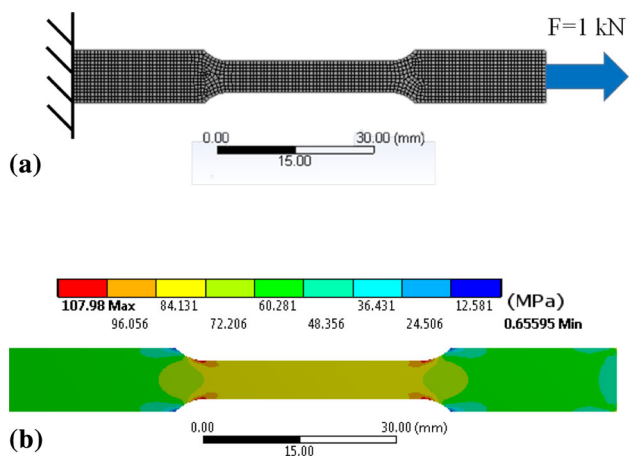 F=1 kN
0.00 30.00 (mm)
15.00
(a)
107.98 Max 84.131 60.281 36.431 12.581 (MPa)
96.056 72.206 48.356 24.506 0.65595 Min
(b)
0.00 30.00 (mm)
15.00